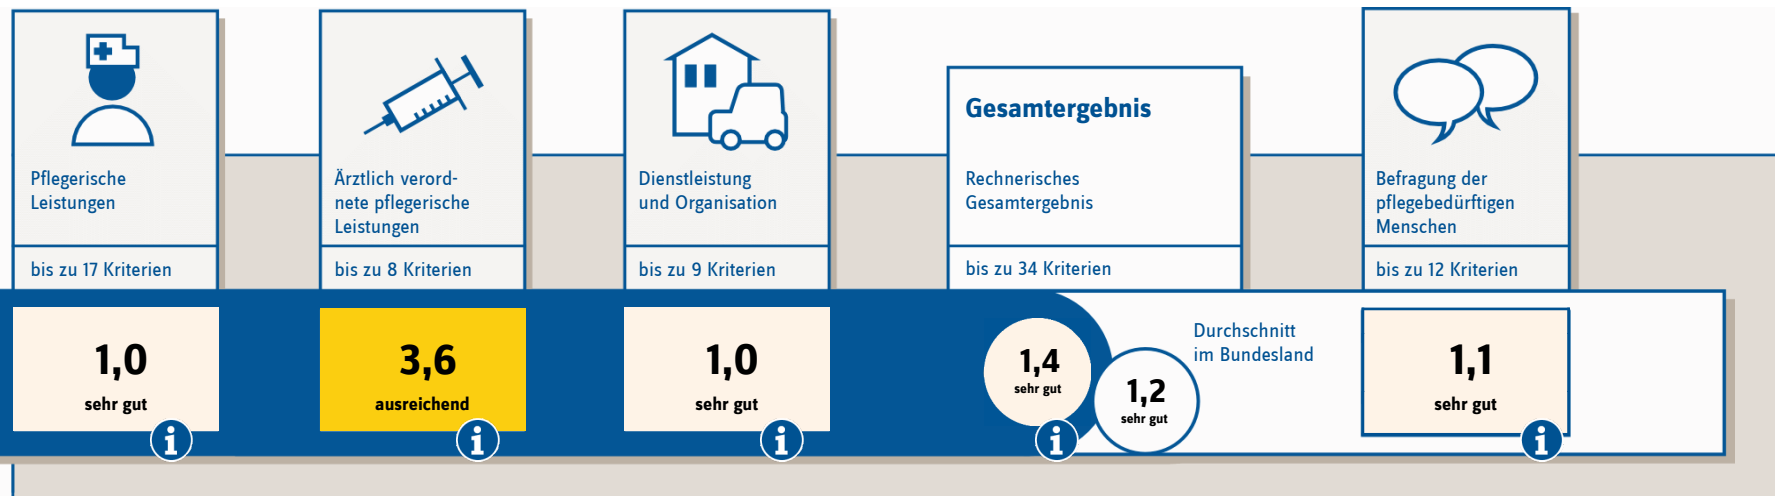 Pflegerische
Leistungen
bis zu 17 Kriterien
1,0
sehr gut
i
Ärztlich verord-
nete pflegerische
Leistungen
bis zu 8 Kriterien
3,6
ausreichend
i
Dienstleistung
und Organisation
bis zu 9 Kriterien
1,0
sehr gut
i
Gesamtergebnis
Rechnerisches
Gesamtergebnis
bis zu 34 Kriterien
1,4
sehr gut
i
Durchschnitt
im Bundesland
1,2
sehr gut
Befragung der
pflegebedürftigen
Menschen
bis zu 12 Kriterien
1,1
sehr gut
i